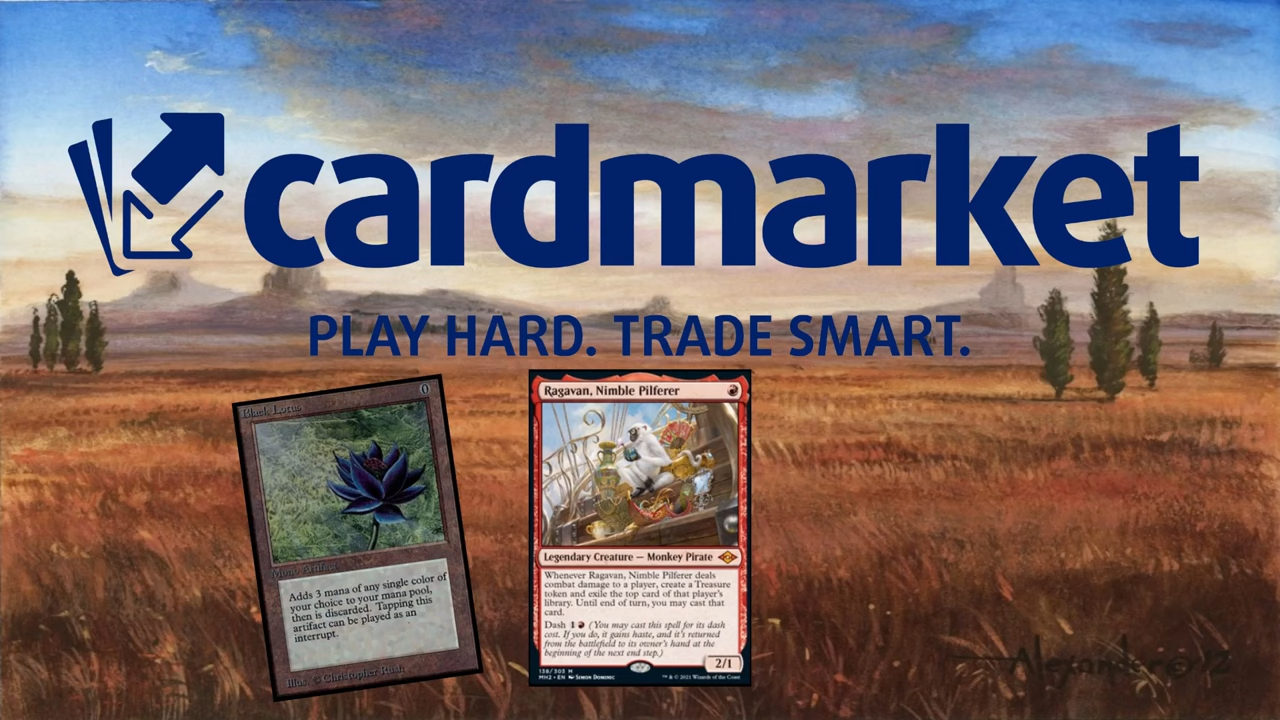 cardmarket
PLAY HARD. TRADE SMART.
Black Lotus
0
Mono Artifact
Adds 3 mana of any single color of
your choice to your mana pool,
then is discarded. Tapping this
artifact can be played as an
interrupt.
Illus. © Christopher Rush
Ragavan, Nimble Pilferer
Legendary Creature — Monkey Pirate
Whenever Ragavan, Nimble Pilferer deals
combat damage to a player, create a Treasure
token and exile the top card of that player's
library. Until end of turn, you may cast that
card.
Dash 1 (You may cast this spell for its dash
cost. If you do, it gains haste, and it's returned
from the battlefield to its owner's hand at the
beginning of the next end step.)
2/1
138/303 M
MH2 • EN Simon Dominic
™ & © 2021 Wizards of the Coast